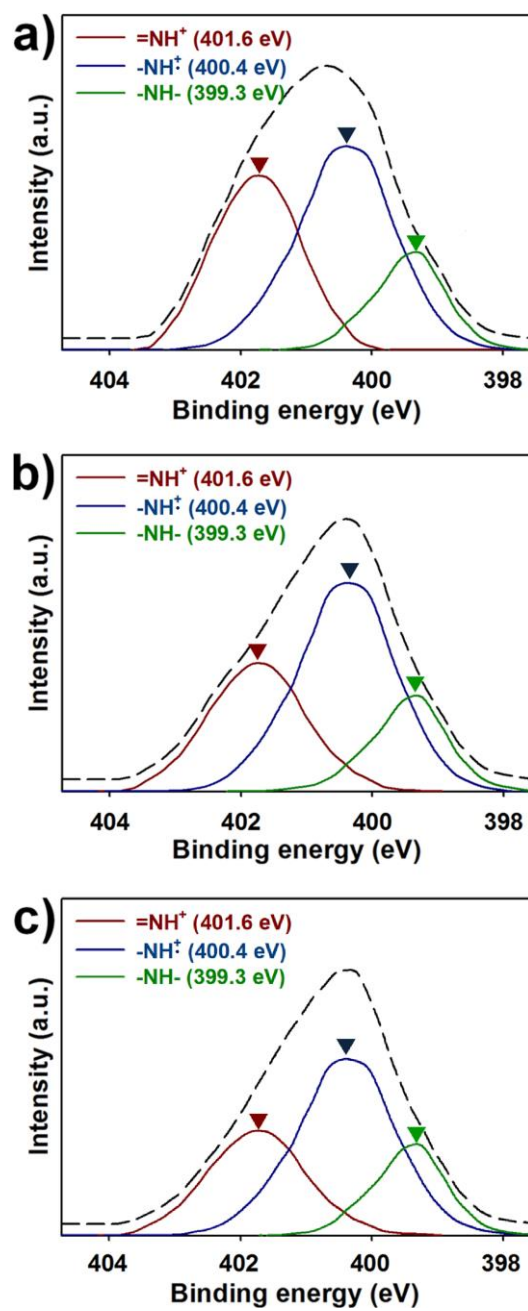 a)
=NH⁺ (401.6 eV)
-NH⁺̣ (400.4 eV)
-NH- (399.3 eV)
Intensity (a.u.)
404 402 400 398
Binding energy (eV)
b)
=NH⁺ (401.6 eV)
-NH⁺̣ (400.4 eV)
-NH- (399.3 eV)
Intensity (a.u.)
404 402 400 398
Binding energy (eV)
c)
=NH⁺ (401.6 eV)
-NH⁺̣ (400.4 eV)
-NH- (399.3 eV)
Intensity (a.u.)
404 402 400 398
Binding energy (eV)